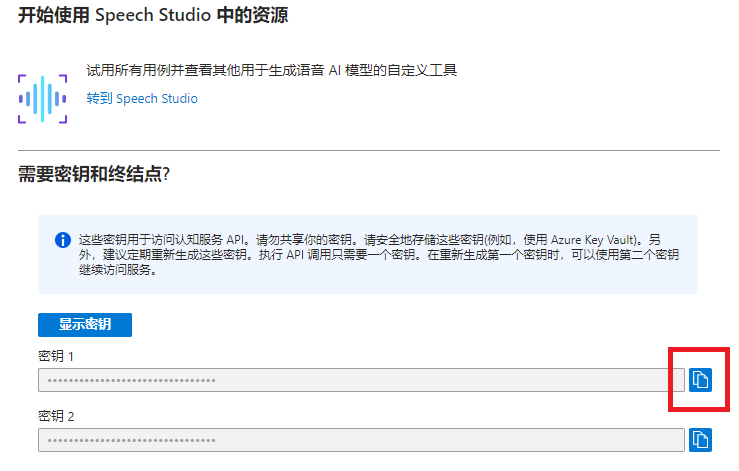 开始使用 Speech Studio 中的资源
试用所有用例并查看其他用于生成语音 AI 模型的自定义工具
转到 Speech Studio
需要密钥和终结点?
这些密钥用于访问认知服务 API。请勿共享你的密钥。请安全地存储这些密钥(例如，使用 Azure Key Vault)。另
外，建议定期重新生成这些密钥。执行 API 调用只需要一个密钥。在重新生成第一个密钥时，可以使用第二个密钥
继续访问服务。
显示密钥
密钥 1
••••••••••••••••••••••••••••••••
密钥 2
••••••••••••••••••••••••••••••••